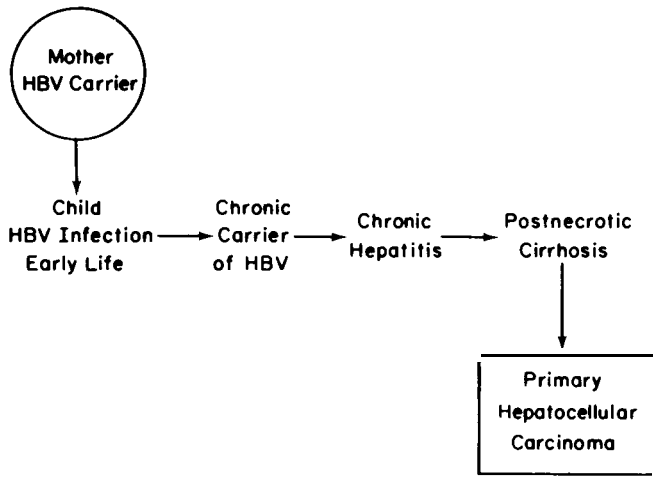 Mother
HBV Carrier
Child
HBV Infection
Early Life
Chronic
Carrier
of HBV
Chronic
Hepatitis
Postnecrotic
Cirrhosis
Primary
Hepatocellular
Carcinoma